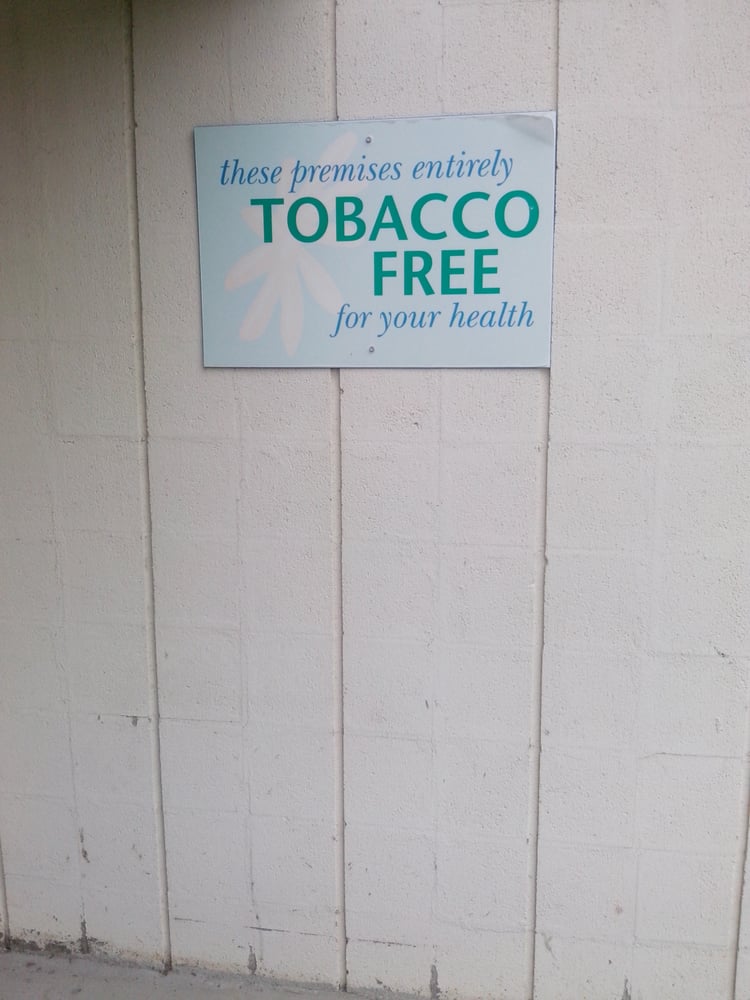 these premises entirely
TOBACCO
FREE
for your health